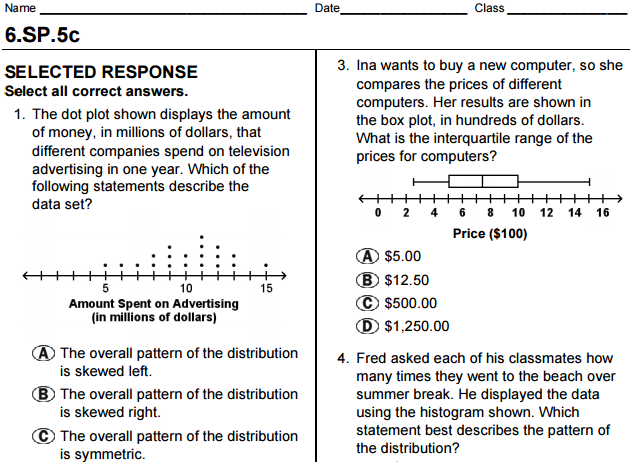 Name Date Class
6.SP.5c
SELECTED RESPONSE
Select all correct answers.
1. The dot plot shown displays the amount
of money, in millions of dollars, that
different companies spend on television
advertising in one year. Which of the
following statements describe the
data set?
5 10 15
Amount Spent on Advertising
(in millions of dollars)
A The overall pattern of the distribution
is skewed left.
B The overall pattern of the distribution
is skewed right.
C The overall pattern of the distribution
is symmetric.
3. Ina wants to buy a new computer, so she
compares the prices of different
computers. Her results are shown in
the box plot, in hundreds of dollars.
What is the interquartile range of the
prices for computers?
0 2 4 6 8 10 12 14 16
Price ($100)
A $5.00
B $12.50
C $500.00
D $1,250.00
4. Fred asked each of his classmates how
many times they went to the beach over
summer break. He displayed the data
using the histogram shown. Which
statement best describes the pattern of
the distribution?